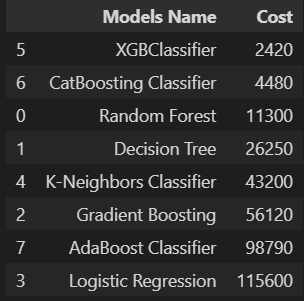 Models Name Cost
5 XGBClassifier 2420
6 CatBoosting Classifier 4480
0 Random Forest 11300
1 Decision Tree 26250
4 K-Neighbors Classifier 43200
2 Gradient Boosting 56120
7 AdaBoost Classifier 98790
3 Logistic Regression 115600